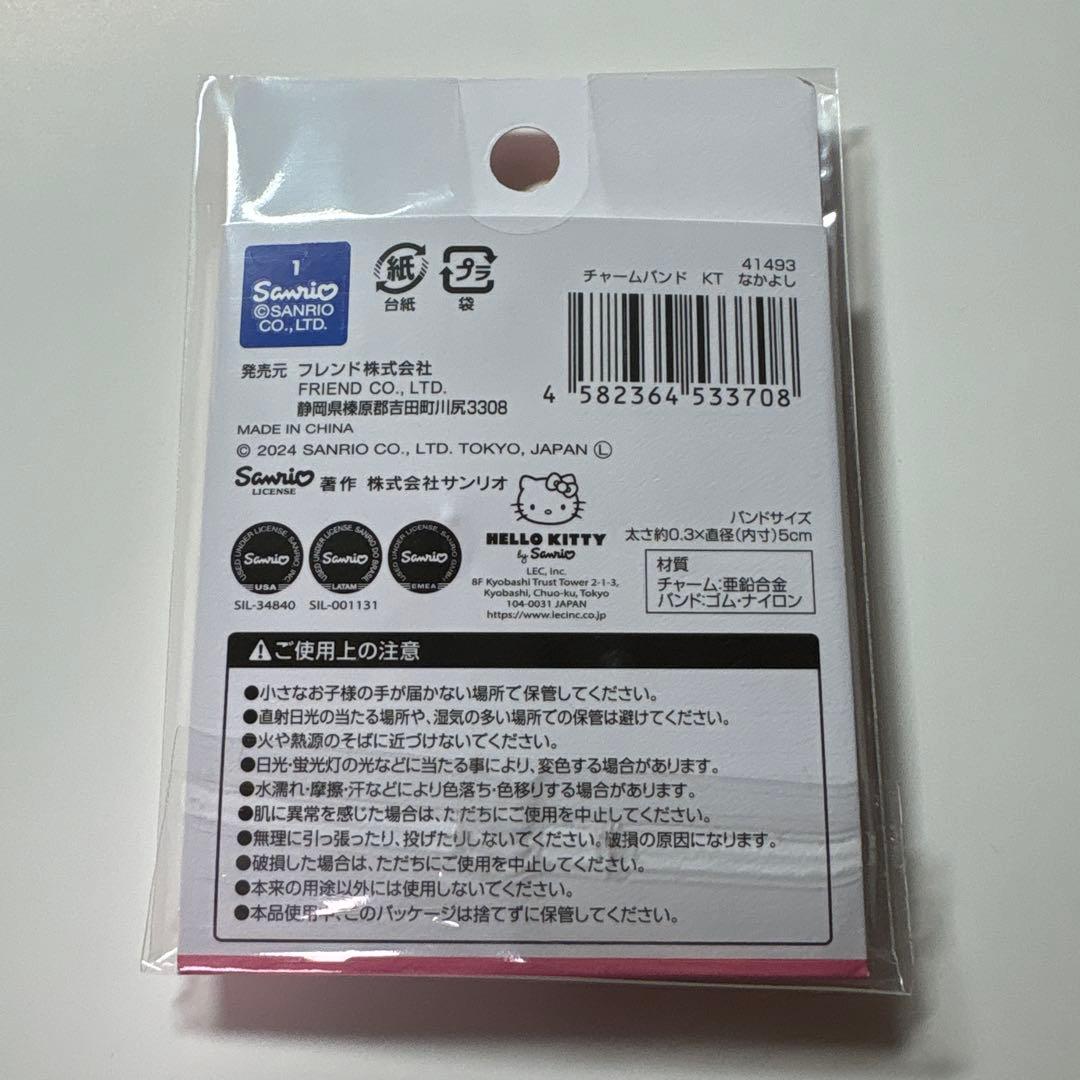 1
Sanrio
©SANRIO
CO.,LTD.
紙
台紙
プラ
袋
41493
チャームバンド KT なかよし
4 582364 533708
発売元 フレンド株式会社
FRIEND CO., LTD.
静岡県榛原郡吉田町川尻3308
MADE IN CHINA
© 2024 SANRIO CO., LTD. TOKYO, JAPAN Ⓛ
Sanrio
LICENSE
著作 株式会社サンリオ
USED UNDER LICENSE, SANRIO, INC.
Sanrio
USA
SIL-34840
USED UNDER LICENSE, SANRIO DO BRASIL
Sanrio
LATAM
SIL-001131
USED UNDER LICENSE, SANRIO GMBH
Sanrio
EMEA
HELLO KITTY
by Sanrio
LEC, Inc.
8F Kyobashi Trust Tower 2-1-3,
Kyobashi, Chuo-ku, Tokyo
104-0031 JAPAN
https://www.lecinc.co.jp
バンドサイズ
太さ約0.3×直径(内寸)5cm
材質
チャーム:亜鉛合金
バンド:ゴム・ナイロン
⚠ご使用上の注意
●小さなお子様の手が届かない場所で保管してください。
●直射日光の当たる場所や、湿気の多い場所での保管は避けてください。
●火や熱源のそばに近づけないでください。
●日光・蛍光灯の光などに当たる事により、変色する場合があります。
●水濡れ・摩擦・汗などにより色落ち・色移りする場合があります。
●肌に異常を感じた場合は、ただちにご使用を中止してください。
●無理に引っ張ったり、投げたりしないでください。破損の原因になります。
●破損した場合は、ただちにご使用を中止してください。
●本来の用途以外には使用しないでください。
●本品使用中、このパッケージは捨てずに保管してください。